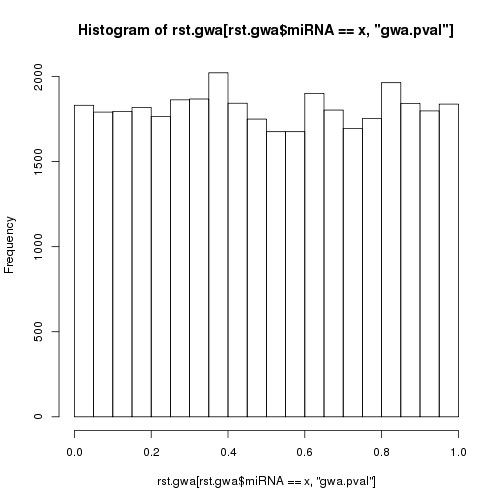 Histogram of rst.gwa[rst.gwa$miRNA == x, "gwa.pval"]
2000
1500
1000
500
0
Frequency
0.0 0.2 0.4 0.6 0.8 1.0
rst.gwa[rst.gwa$miRNA == x, "gwa.pval"]